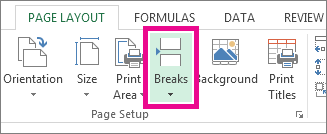 PAGE LAYOUT FORMULAS DATA REVIEW
Orientation Size Print Area Breaks Background Print Titles
Page Setup